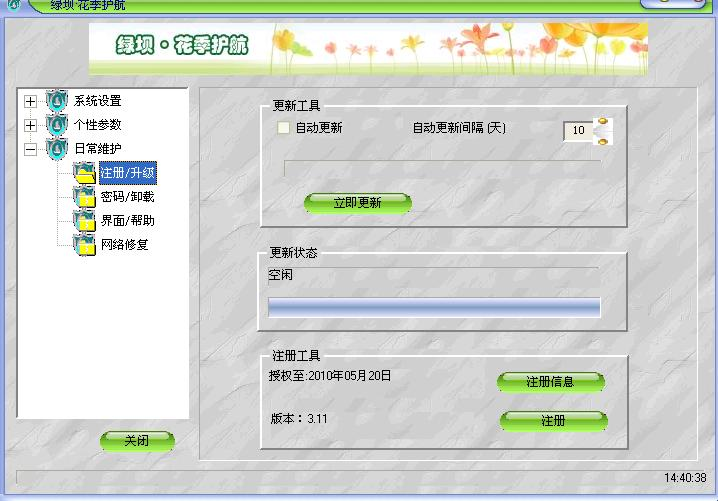 绿坝·花季护航
绿坝·花季护航
系统设置
个性参数
日常维护
注册/升级
密码/卸载
界面/帮助
网络修复
关闭
更新工具
自动更新
自动更新间隔(天)
10
立即更新
更新状态
空闲
注册工具
授权至:2010年05月20日
注册信息
版本：3.11
注册
14:40:38